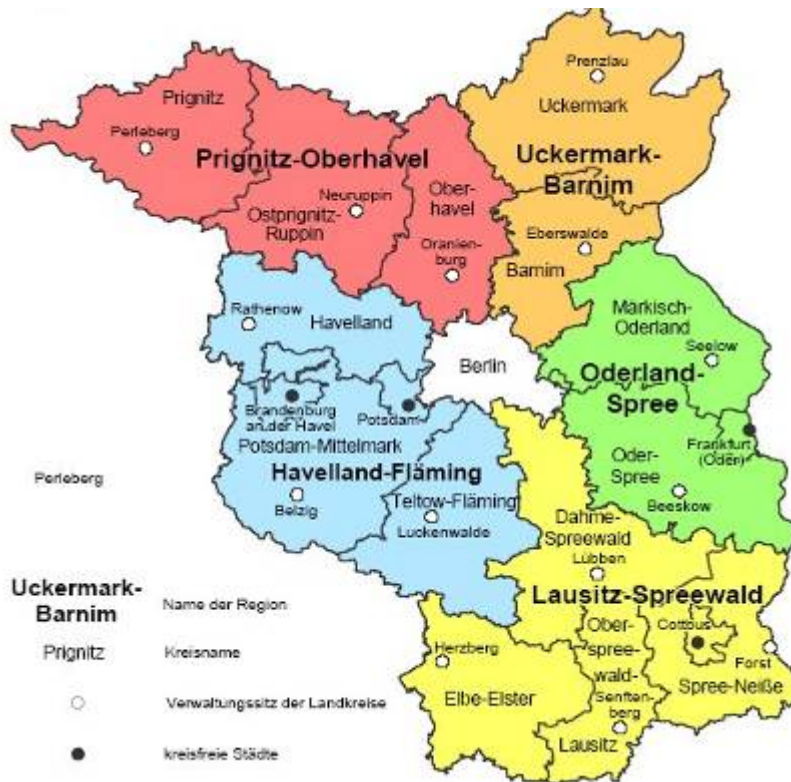 Prenzlau
Prignitz
Uckermark
Perleberg
Prignitz-Oberhavel
Uckermark-
Barnim
Neuruppin
Ostprignitz-
Ruppin
Ober-
havel
Oranien-
burg
Eberswalde
Barnim
Rathenow
Havelland
Märkisch-
Oderland
Seelow
Berlin
Oderland-
Spree
Brandenburg
an der Havel
Potsdam
Potsdam-Mittelmark
Frankfurt
(Oder)
Oder-
Spree
Beeskow
Havelland-Fläming
Belzig
Teltow-Fläming
Luckenwalde
Dahme-
Spreewald
Lübben
Lausitz-Spreewald
Cottbus
Ober-
spree-
wald-
Herzberg
Forst
Elbe-Elster
Senften-
berg
Spree-Neiße
Lausitz
Perleberg
Uckermark-
Barnim
Name der Region
Prignitz
Kreisname
Verwaltungssitz der Landkreise
kreisfreie Städte